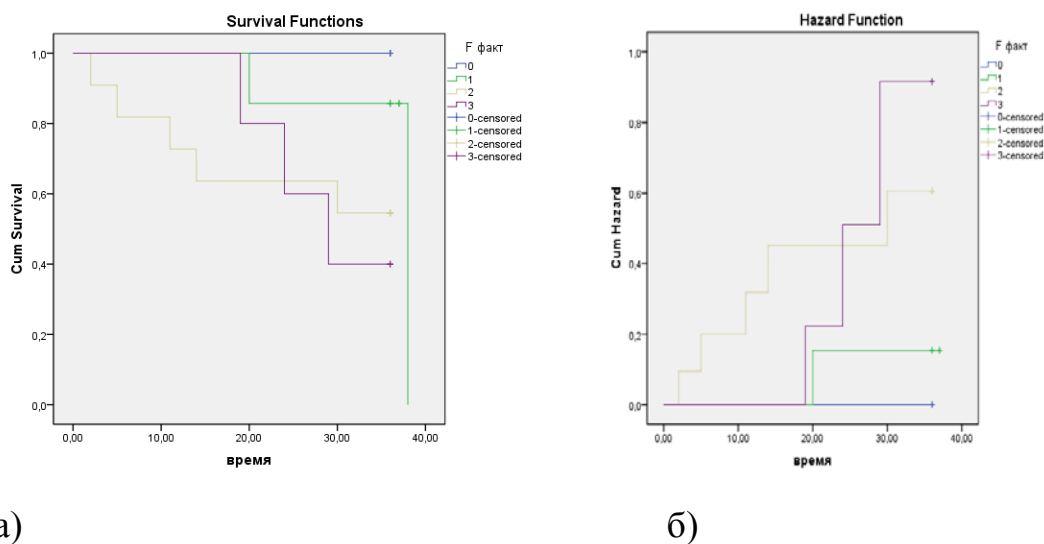 Survival Functions
F факт
0
1
2
3
0-censored
1-censored
2-censored
3-censored
Cum Survival
1,0
0,8
0,6
0,4
0,2
0,0
0,00 10,00 20,00 30,00 40,00
время
а)
Hazard Function
F факт
0
1
2
3
0-censored
1-censored
2-censored
3-censored
Cum Hazard
1,0
0,8
0,6
0,4
0,2
0,0
0,00 10,00 20,00 30,00 40,00
время
б)